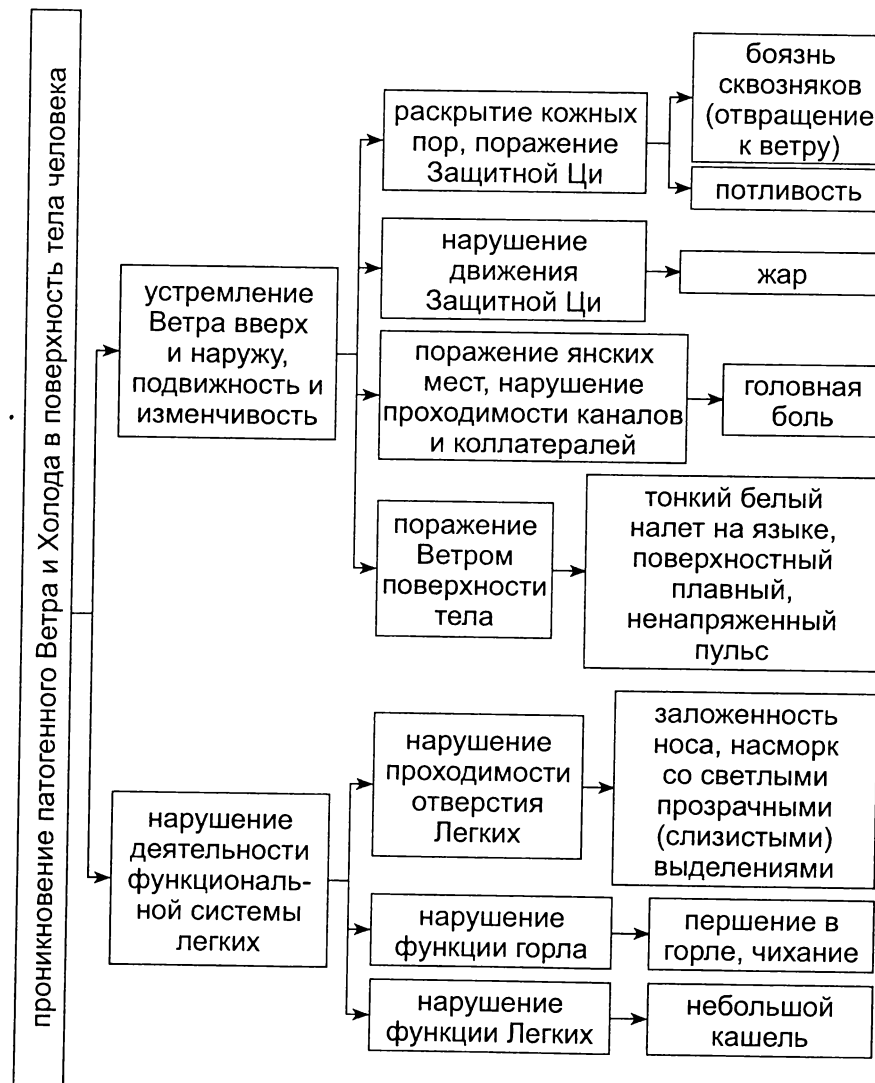 проникновение патогенного Ветра и Холода в поверхность тела человека
устремление
Ветра вверх
и наружу,
подвижность и
изменчивость
раскрытие кожных
пор, поражение
Защитной Ци
боязнь
сквозняков
(отвращение
к ветру)
потливость
нарушение
движения
Защитной Ци
жар
поражение янских
мест, нарушение
проходимости каналов
и коллатералей
головная
боль
поражение
Ветром
поверхности
тела
тонкий белый
налет на языке,
поверхностный
плавный,
ненапряженный
пульс
нарушение
деятельности
функциональ-
ной системы
легких
нарушение
проходимости
отверстия
Легких
заложенность
носа, насморк
со светлыми
прозрачными
(слизистыми)
выделениями
нарушение
функции горла
першение в
горле, чихание
нарушение
функции Легких
небольшой
кашель